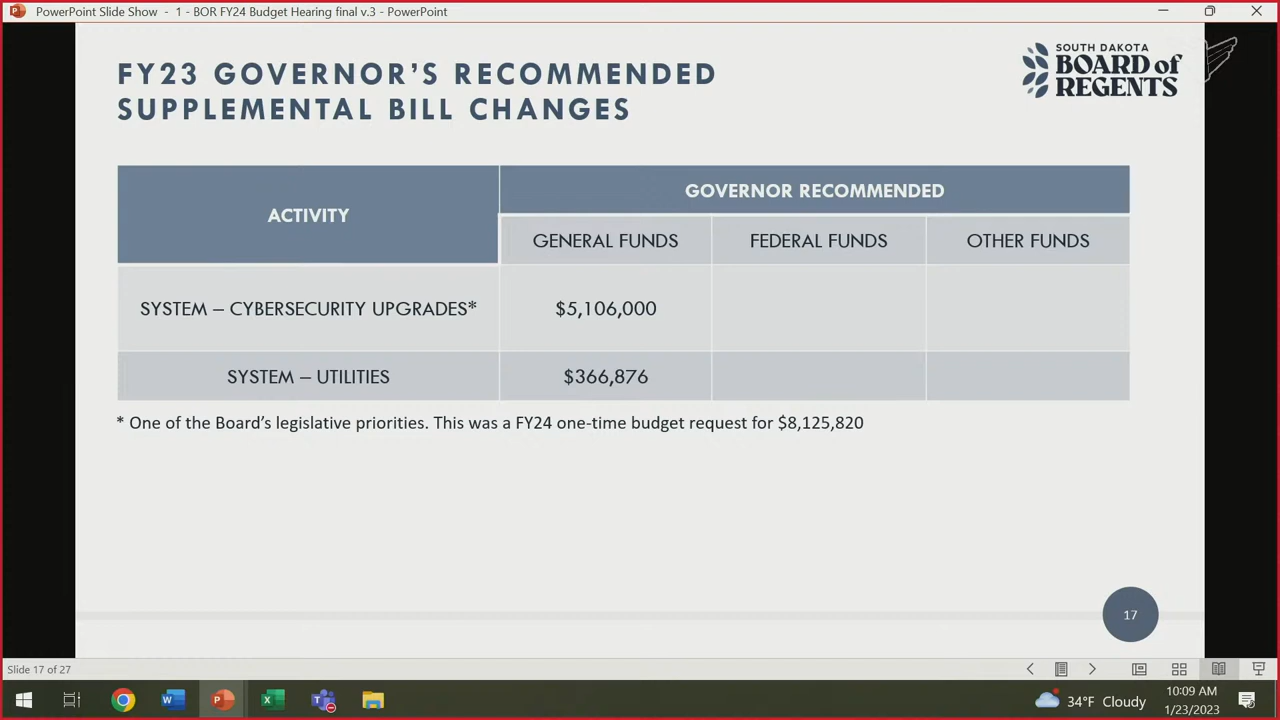 PowerPoint Slide Show - 1 - BOR FY24 Budget Hearing final v.3 - PowerPoint
FY23 GOVERNOR'S RECOMMENDED
SUPPLEMENTAL BILL CHANGES
SOUTH DAKOTA
BOARD of
REGENTS
ACTIVITY
GOVERNOR RECOMMENDED
GENERAL FUNDS
FEDERAL FUNDS
OTHER FUNDS
SYSTEM – CYBERSECURITY UPGRADES*
$5,106,000
SYSTEM – UTILITIES
$366,876
* One of the Board's legislative priorities. This was a FY24 one-time budget request for $8,125,820
17
Slide 17 of 27
34°F Cloudy
10:09 AM
1/23/2023